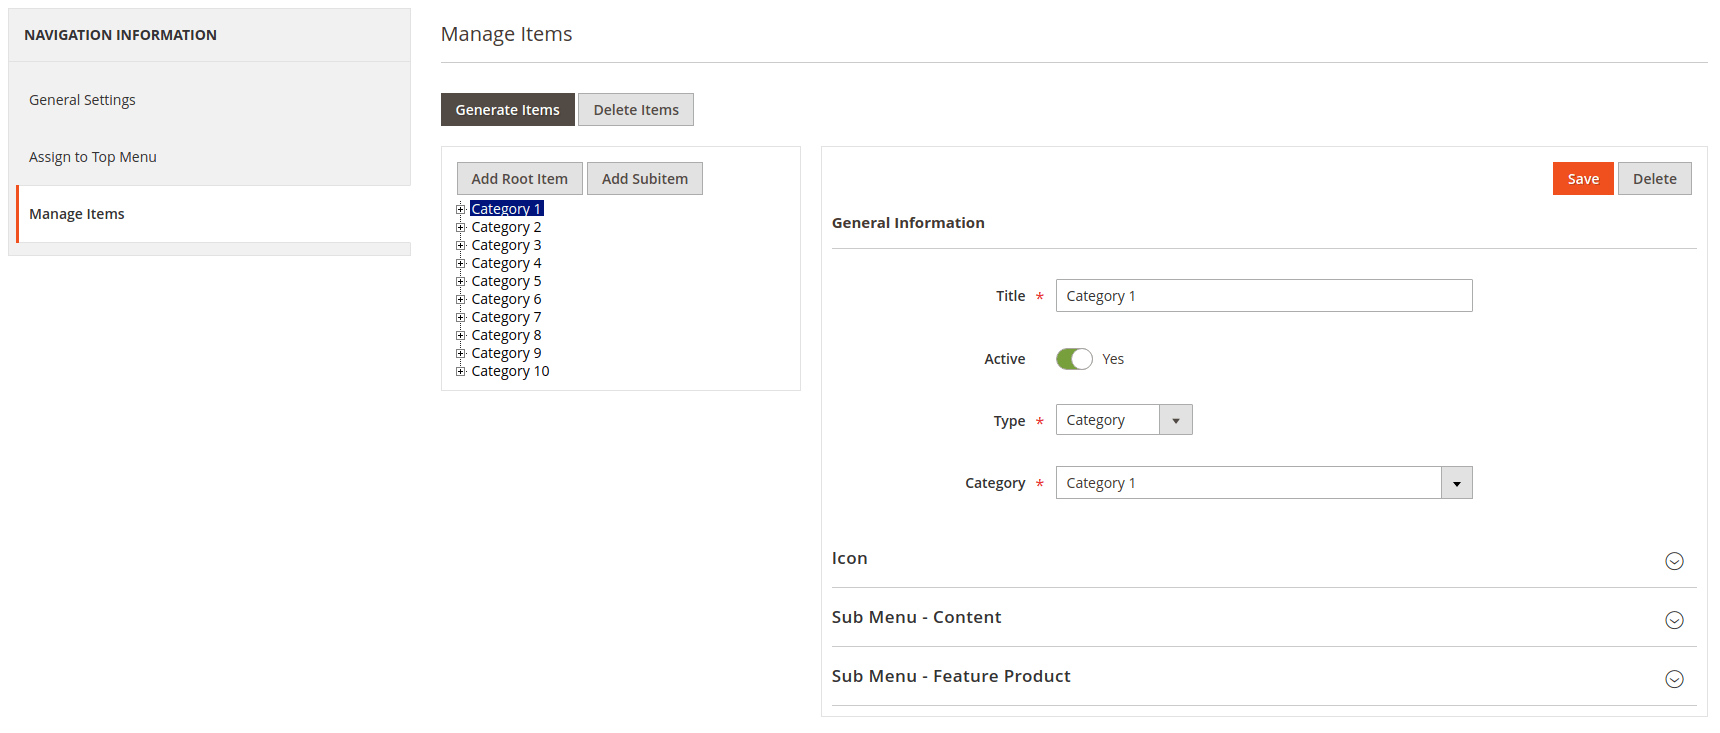 NAVIGATION INFORMATION
General Settings
Assign to Top Menu
Manage Items
Manage Items
Generate Items
Delete Items
Add Root Item
Add Subitem
Category 1
Category 2
Category 3
Category 4
Category 5
Category 6
Category 7
Category 8
Category 9
Category 10
Save
Delete
General Information
Title * Category 1
Active Yes
Type * Category
Category * Category 1
Icon
Sub Menu - Content
Sub Menu - Feature Product